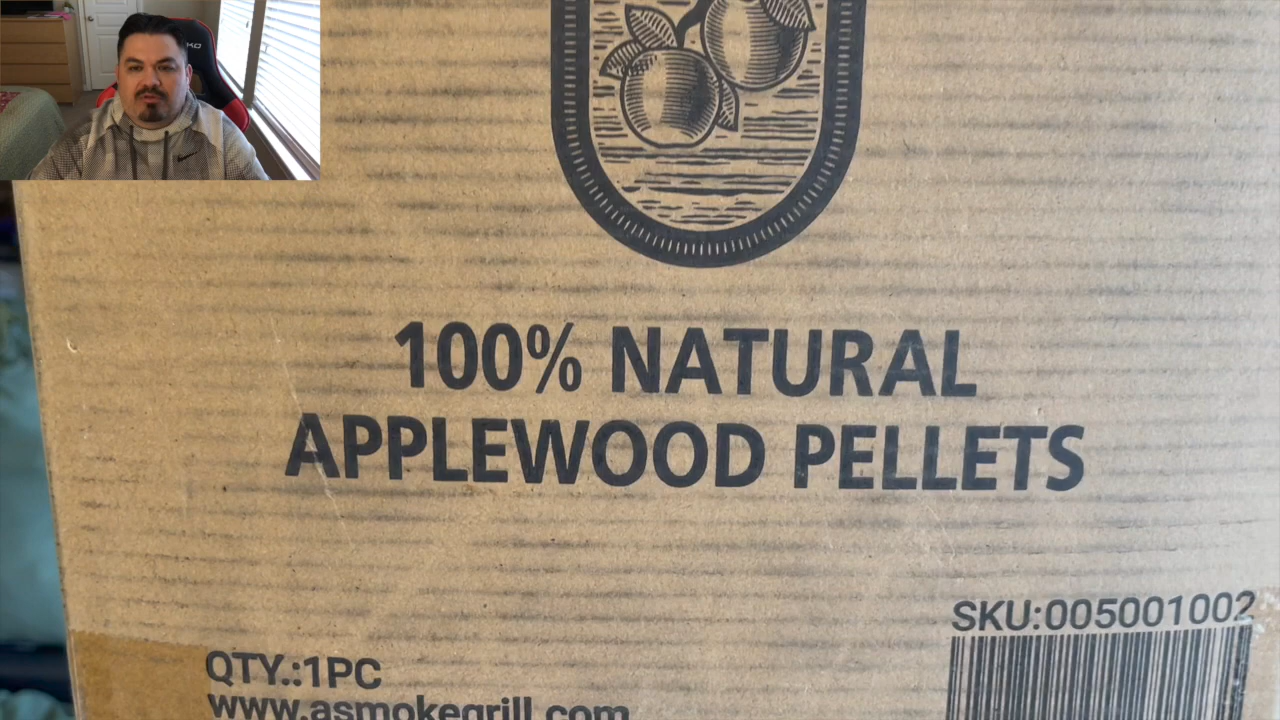 100% NATURAL
APPLEWOOD PELLETS
SKU:005001002
QTY.:1PC
www.asmokegrill.com